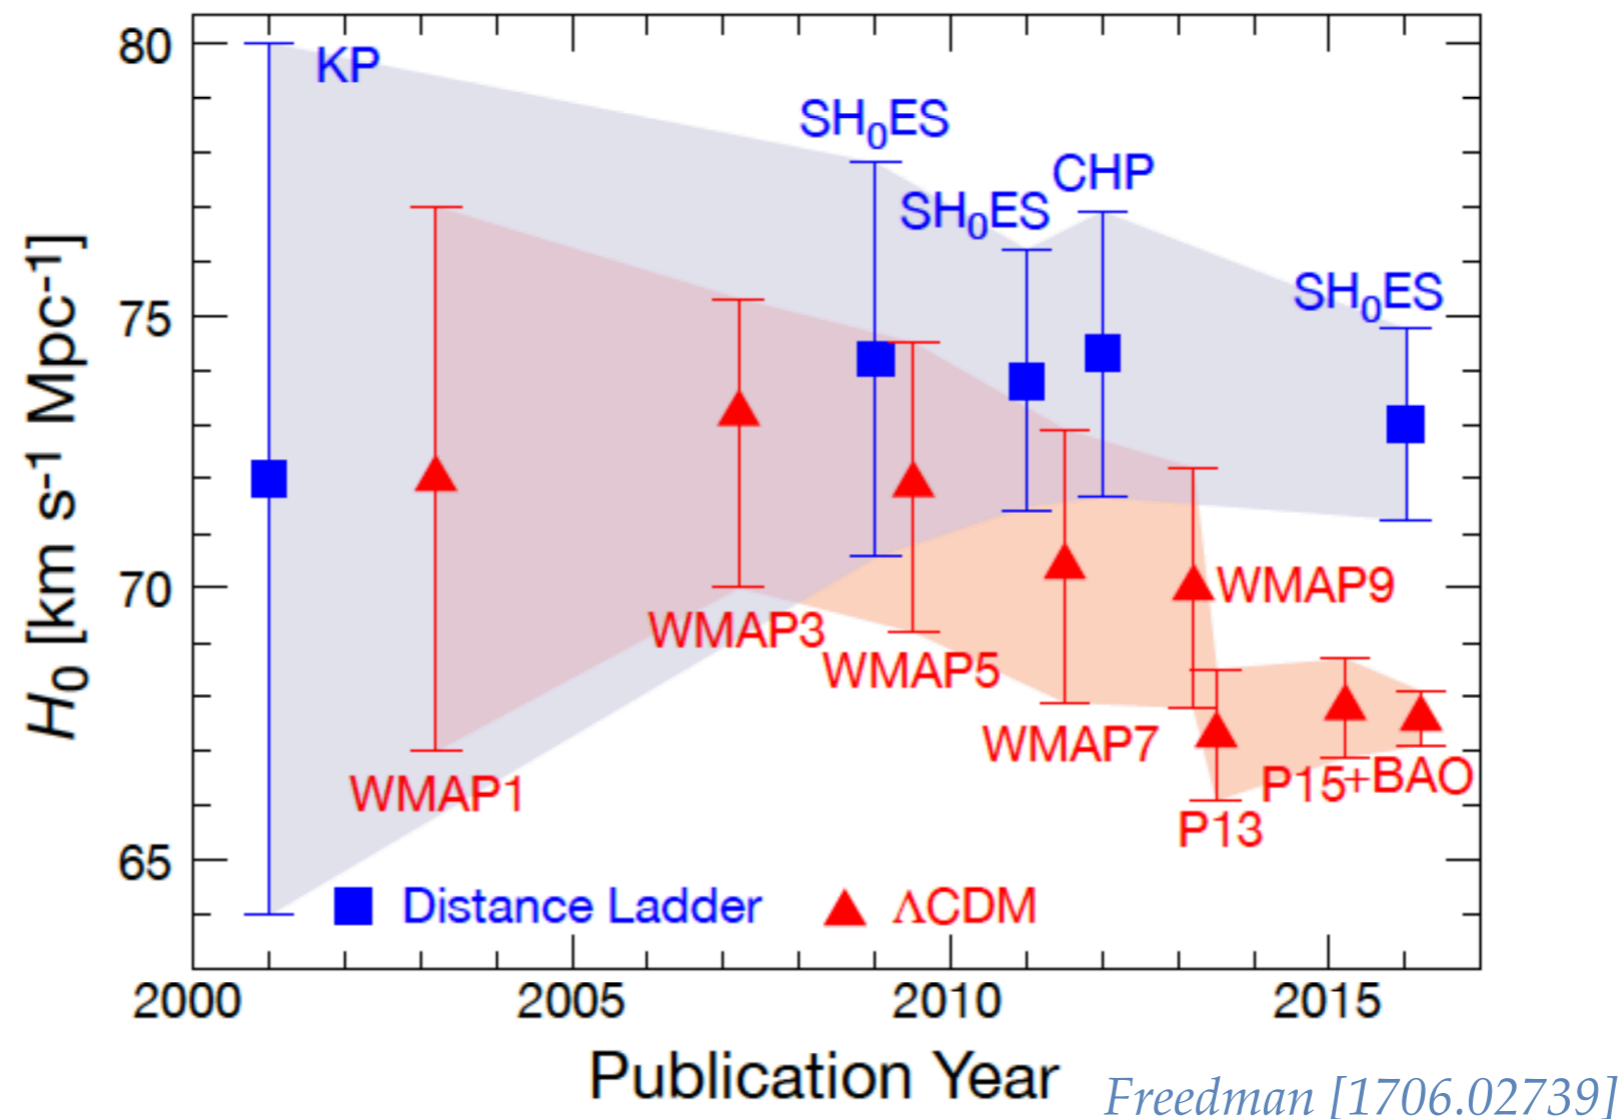 80
75
70
65
H0 [km s-1 Mpc-1]
KP
SH0ES
SH0ES
CHP
SH0ES
WMAP1
WMAP3
WMAP5
WMAP7
WMAP9
P13
P15+BAO
Distance Ladder
ΛCDM
2000 2005 2010 2015
Publication Year
Freedman [1706.02739]